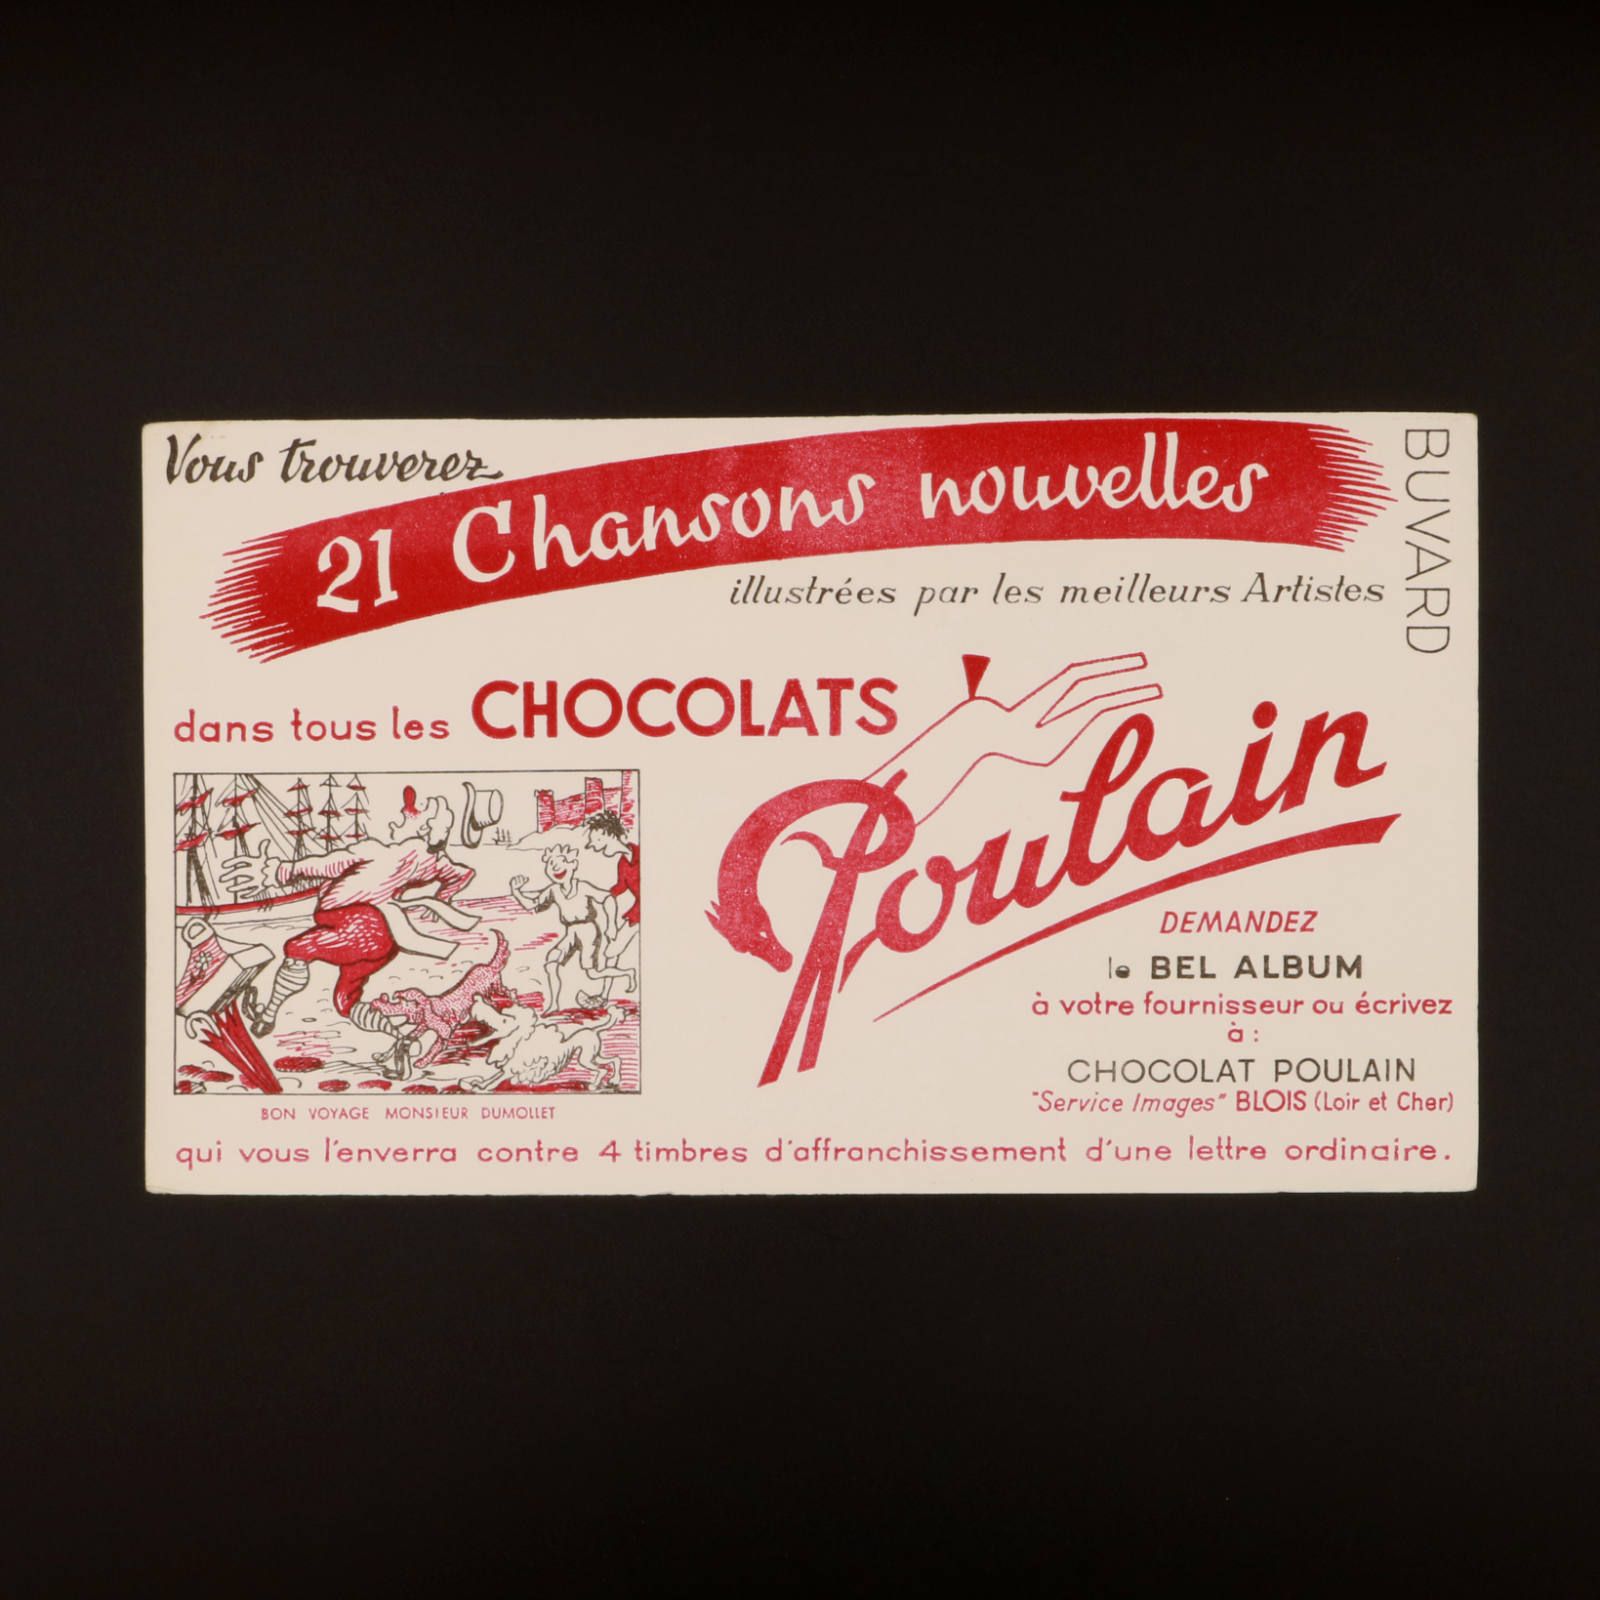 Vous trouverez
21 Chansons nouvelles
illustrées par les meilleurs Artistes
BUVARD
dans tous les CHOCOLATS
Poulain
BON VOYAGE MONSIEUR DUMOLLET
DEMANDEZ
le BEL ALBUM
à votre fournisseur ou écrivez
à :
CHOCOLAT POULAIN
"Service Images" BLOIS (Loir et Cher)
qui vous l'enverra contre 4 timbres d'affranchissement d'une lettre ordinaire.